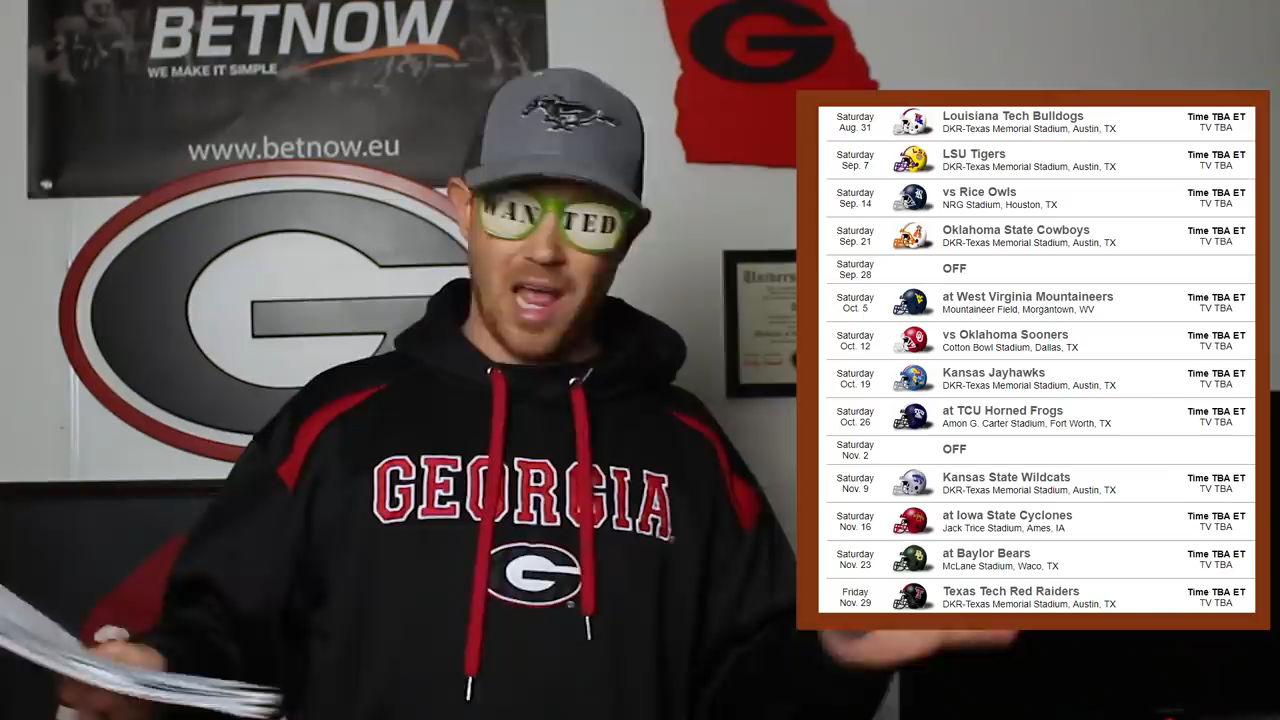 BETNOW
WE MAKE IT SIMPLE
www.betnow.eu
G
WANTED
GEORGIA
G
Saturday Aug. 31
Louisiana Tech Bulldogs
DKR-Texas Memorial Stadium, Austin, TX
Time TBA ET
TV TBA
Saturday Sep. 7
LSU Tigers
DKR-Texas Memorial Stadium, Austin, TX
Time TBA ET
TV TBA
Saturday Sep. 14
vs Rice Owls
NRG Stadium, Houston, TX
Time TBA ET
TV TBA
Saturday Sep. 21
Oklahoma State Cowboys
DKR-Texas Memorial Stadium, Austin, TX
Time TBA ET
TV TBA
Saturday Sep. 28
OFF
Saturday Oct. 5
at West Virginia Mountaineers
Mountaineer Field, Morgantown, WV
Time TBA ET
TV TBA
Saturday Oct. 12
vs Oklahoma Sooners
Cotton Bowl Stadium, Dallas, TX
Time TBA ET
TV TBA
Saturday Oct. 19
Kansas Jayhawks
DKR-Texas Memorial Stadium, Austin, TX
Time TBA ET
TV TBA
Saturday Oct. 26
at TCU Horned Frogs
Amon G. Carter Stadium, Fort Worth, TX
Time TBA ET
TV TBA
Saturday Nov. 2
OFF
Saturday Nov. 9
Kansas State Wildcats
DKR-Texas Memorial Stadium, Austin, TX
Time TBA ET
TV TBA
Saturday Nov. 16
at Iowa State Cyclones
Jack Trice Stadium, Ames, IA
Time TBA ET
TV TBA
Saturday Nov. 23
at Baylor Bears
McLane Stadium, Waco, TX
Time TBA ET
TV TBA
Friday Nov. 29
Texas Tech Red Raiders
DKR-Texas Memorial Stadium, Austin, TX
Time TBA ET
TV TBA